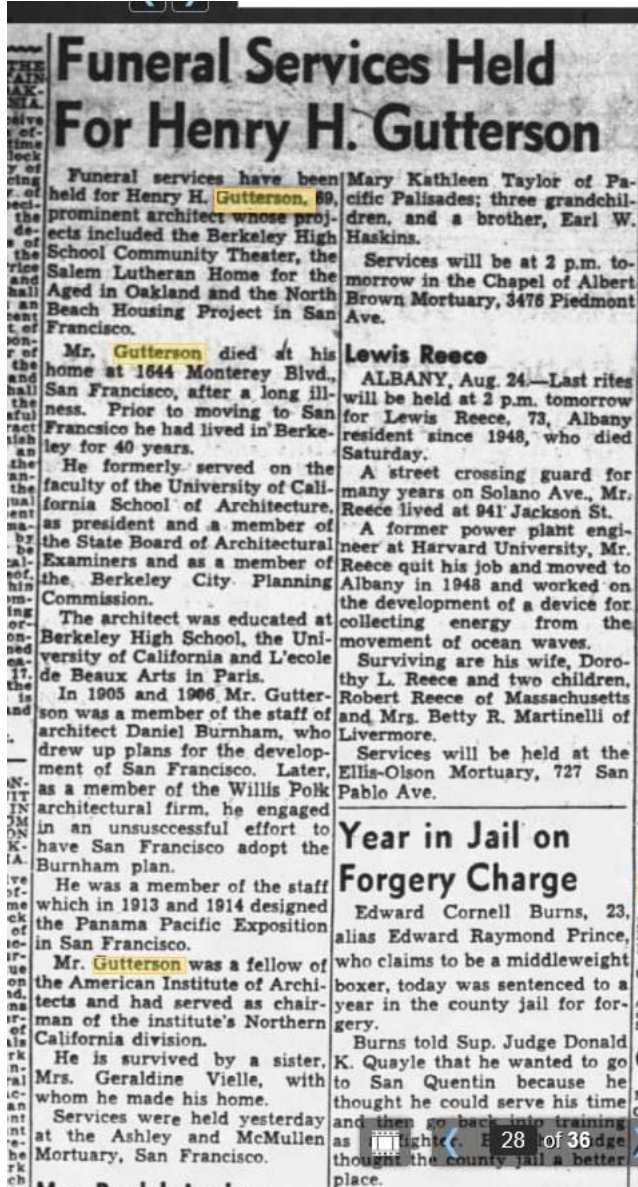 Funeral Services Held
For Henry H. Gutterson
Funeral services have been
held for Henry H. Gutterson, 69,
prominent architect whose proj-
ects included the Berkeley High
School Community Theater, the
Salem Lutheran Home for the
Aged in Oakland and the North
Beach Housing Project in San
Francisco.
Mr. Gutterson died at his
home at 1644 Monterey Blvd.,
San Francisco, after a long ill-
ness. Prior to moving to San
Francsico he had lived in Berke-
ley for 40 years.
He formerly served on the
faculty of the University of Cali-
fornia School of Architecture,
as president and a member of
the State Board of Architectural
Examiners and as a member of
the Berkeley City Planning
Commission.
The architect was educated at
Berkeley High School, the Uni-
versity of California and L'ecole
de Beaux Arts in Paris.
In 1905 and 1906 Mr. Gutter-
son was a member of the staff of
architect Daniel Burnham, who
drew up plans for the develop-
ment of San Francisco. Later,
as a member of the Willis Polk
architectural firm, he engaged
in an unsusccessful effort to
have San Francisco adopt the
Burnham plan.
He was a member of the staff
which in 1913 and 1914 designed
the Panama Pacific Exposition
in San Francisco.
Mr. Gutterson was a fellow of
the American Institute of Archi-
tects and had served as chair-
man of the institute's Northern
California division.
He is survived by a sister,
Mrs. Geraldine Vielle, with
whom he made his home.
Services were held yesterday
at the Ashley and McMullen
Mortuary, San Francisco.
Mary Kathleen Taylor of Pa-
cific Palisades; three grandchil-
dren, and a brother, Earl W.
Haskins.
Services will be at 2 p.m. to-
morrow in the Chapel of Albert
Brown Mortuary, 3476 Piedmont
Ave.
Lewis Reece
ALBANY, Aug. 24.—Last rites
will be held at 2 p.m. tomorrow
for Lewis Reece, 73, Albany
resident since 1948, who died
Saturday.
A street crossing guard for
many years on Solano Ave., Mr.
Reece lived at 941 Jackson St.
A former power plant engi-
neer at Harvard University, Mr.
Reece quit his job and moved to
Albany in 1948 and worked on
the development of a device for
collecting energy from the
movement of ocean waves.
Surviving are his wife, Doro-
thy L. Reece and two children,
Robert Reece of Massachusetts
and Mrs. Betty R. Martinelli of
Livermore.
Services will be held at the
Ellis-Olson Mortuary, 727 San
Pablo Ave.
Year in Jail on
Forgery Charge
Edward Cornell Burns, 23,
alias Edward Raymond Prince,
who claims to be a middleweight
boxer, today was sentenced to a
year in the county jail for for-
gery.
Burns told Sup. Judge Donald
K. Quayle that he wanted to go
to San Quentin because he
thought he could serve his time
and then go back into training
as
thought the county jail a better
place.
28 of 36